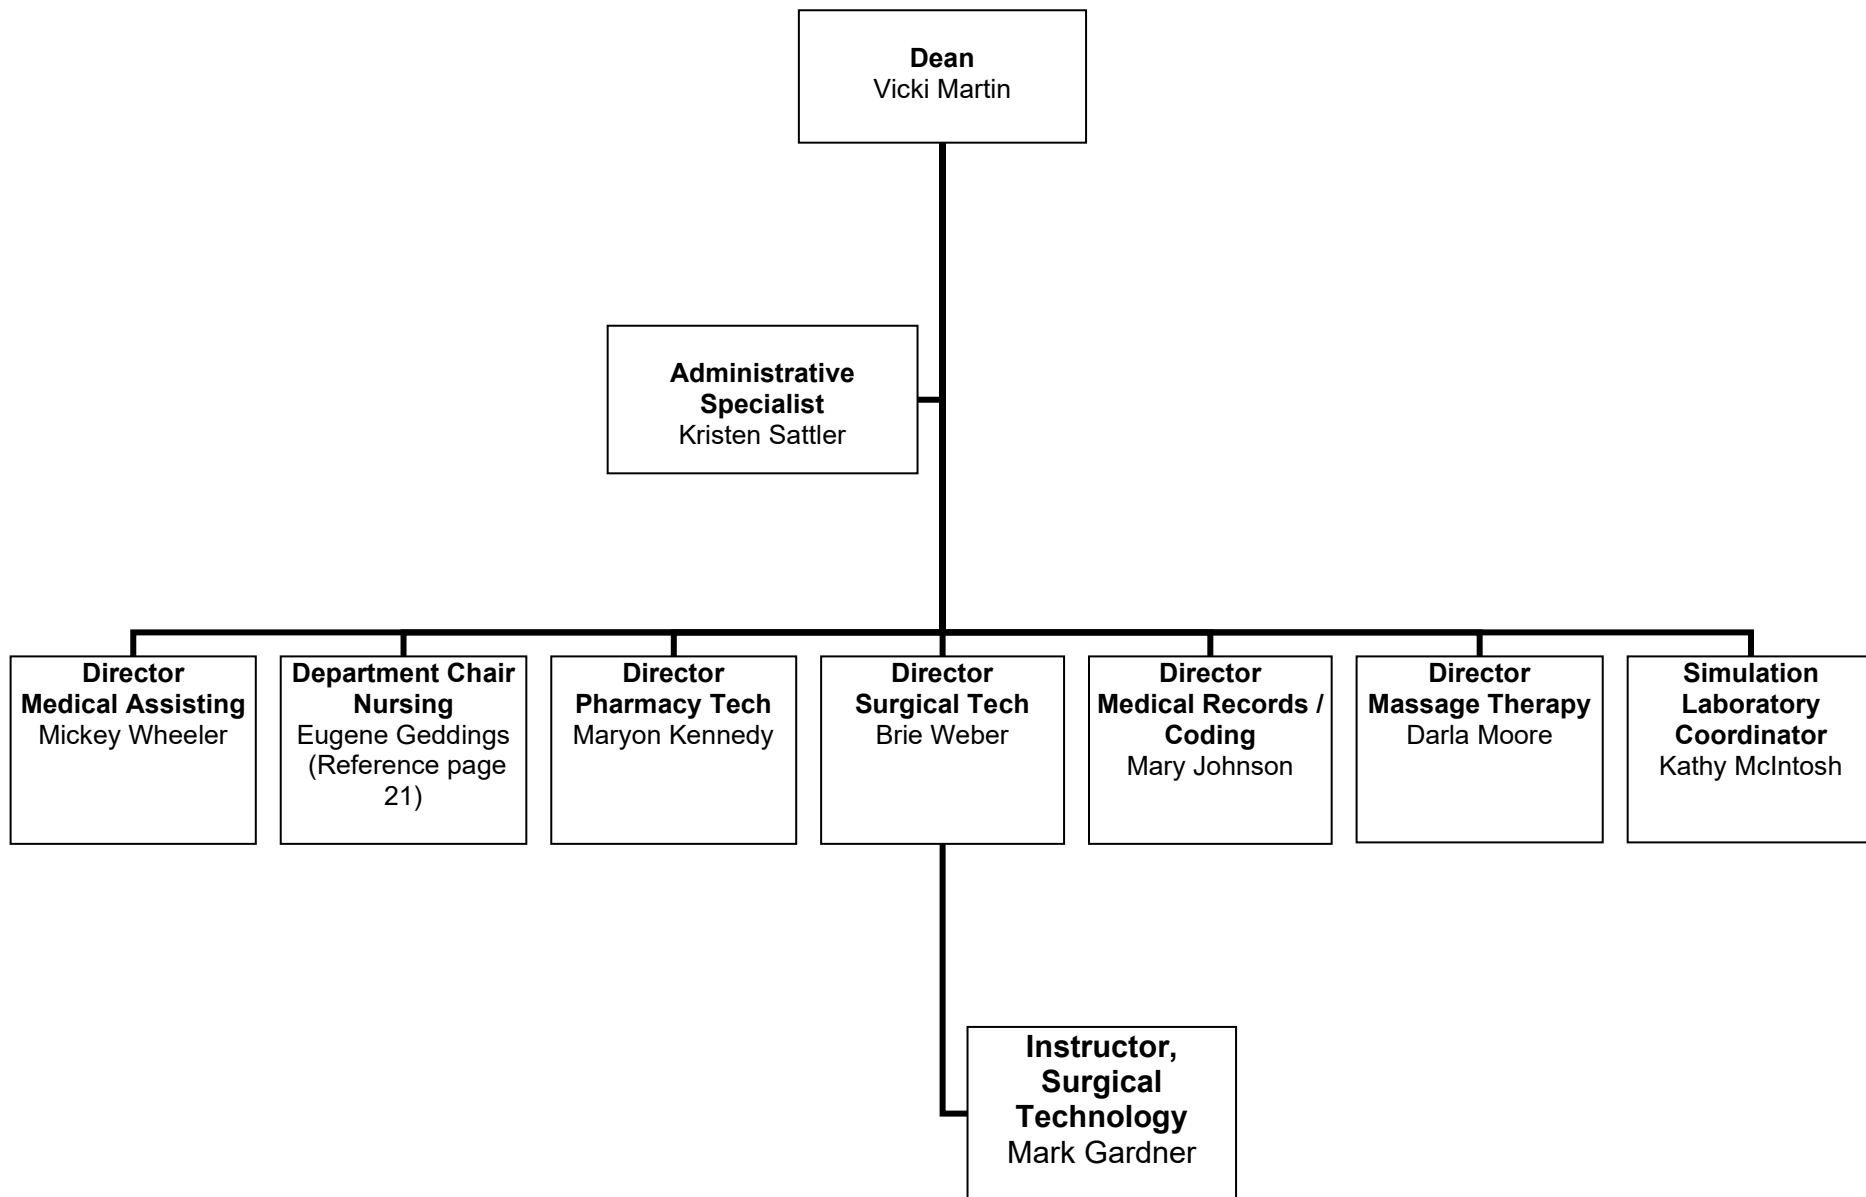 Dean
Vicki Martin
Administrative
Specialist
Kristen Sattler
Director
Medical Assisting
Mickey Wheeler
Department Chair
Nursing
Eugene Geddings
(Reference page
21)
Director
Pharmacy Tech
Maryon Kennedy
Director
Surgical Tech
Brie Weber
Director
Medical Records /
Coding
Mary Johnson
Director
Massage Therapy
Darla Moore
Simulation
Laboratory
Coordinator
Kathy McIntosh
Instructor,
Surgical
Technology
Mark Gardner